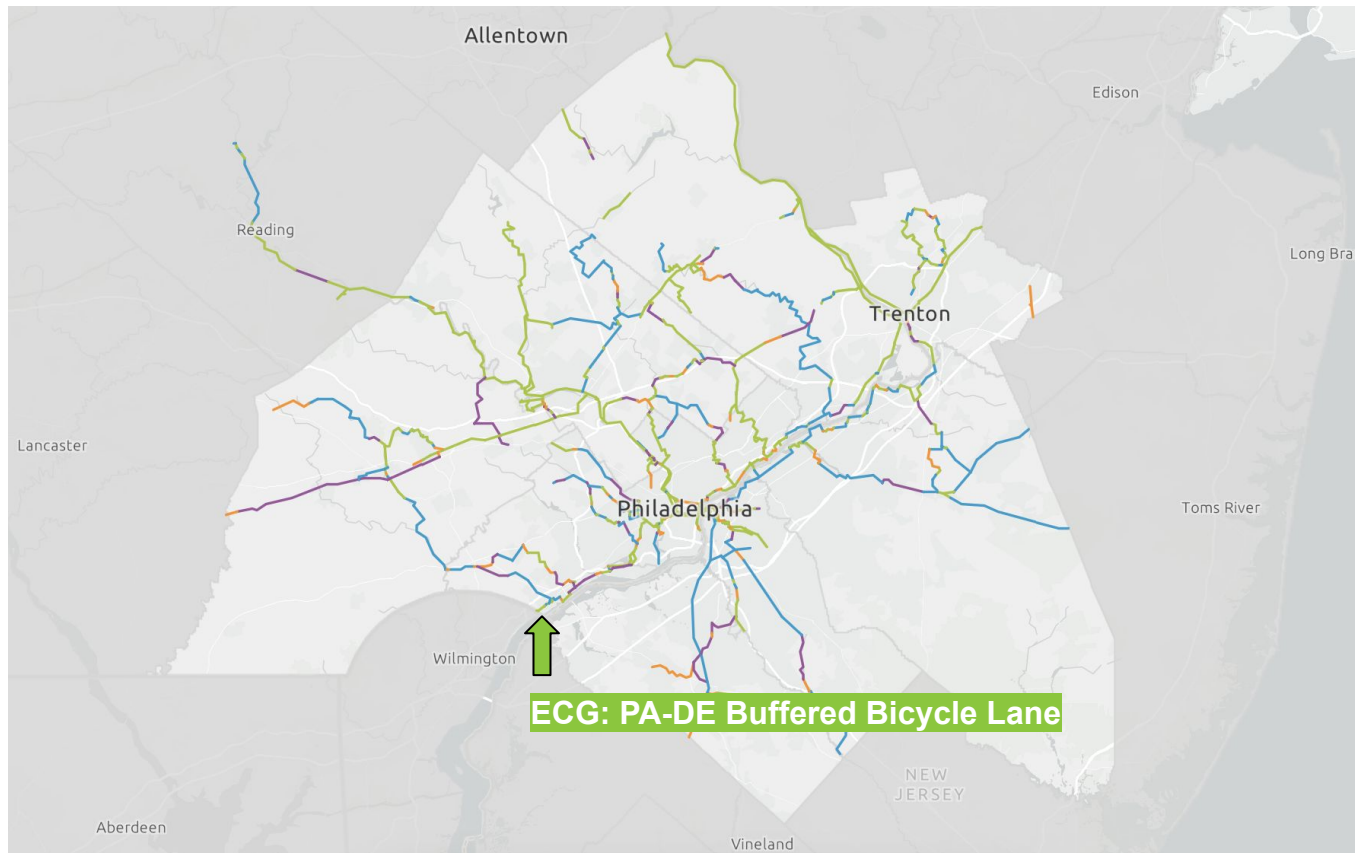 Allentown
Edison
Reading
Long Bra
Trenton
Lancaster
Philadelphia
Toms River
Wilmington
ECG: PA-DE Buffered Bicycle Lane
NEW
JERSEY
Aberdeen
Vineland